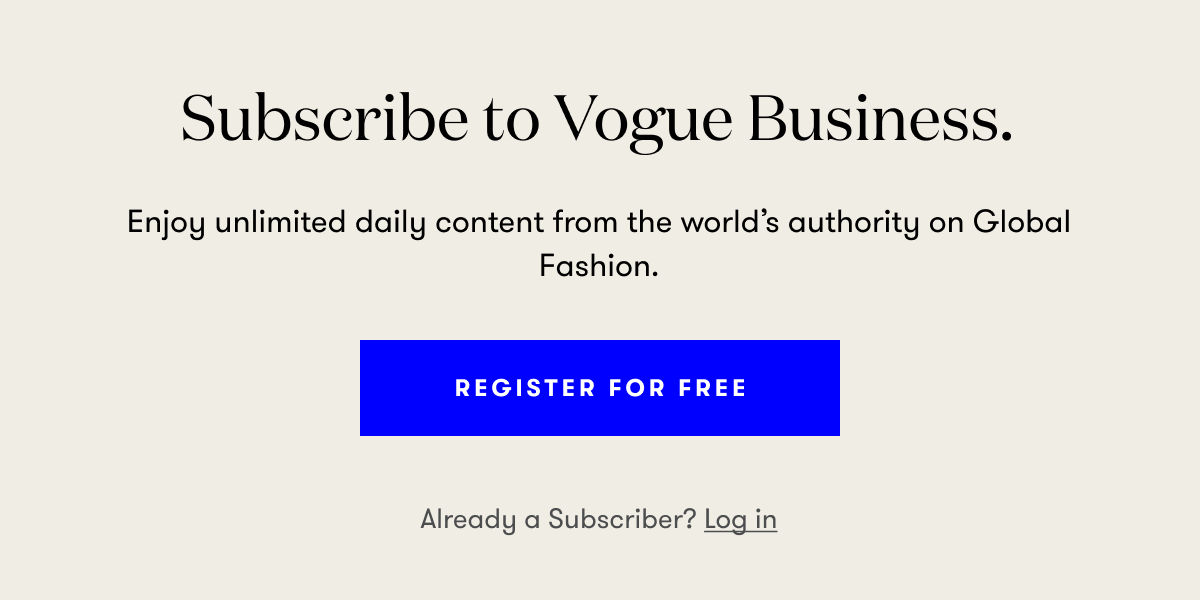 Subscribe to Vogue Business.
Enjoy unlimited daily content from the world’s authority on Global
Fashion.
REGISTER FOR FREE
Already a Subscriber? Log in